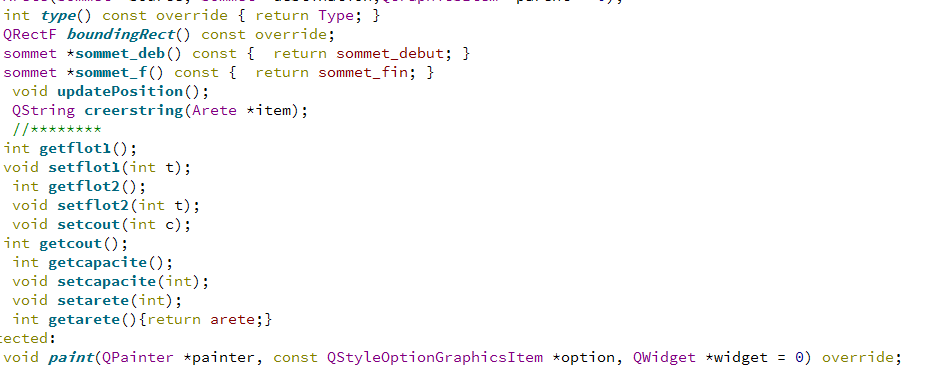 int type() const override { return Type; }
QRectF boundingRect() const override;
sommet *sommet_deb() const {  return sommet_debut; }
sommet *sommet_f() const {  return sommet_fin; }
void updatePosition();
QString creerstring(Arete *item);
//********
int getflot1();
void setflot1(int t);
int getflot2();
void setflot2(int t);
void setcout(int c);
int getcout();
int getcapacite();
void setcapacite(int);
void setarete(int);
int getarete(){return arete;}
tected:
void paint(QPainter *painter, const QStyleOptionGraphicsItem *option, QWidget *widget = 0) override;